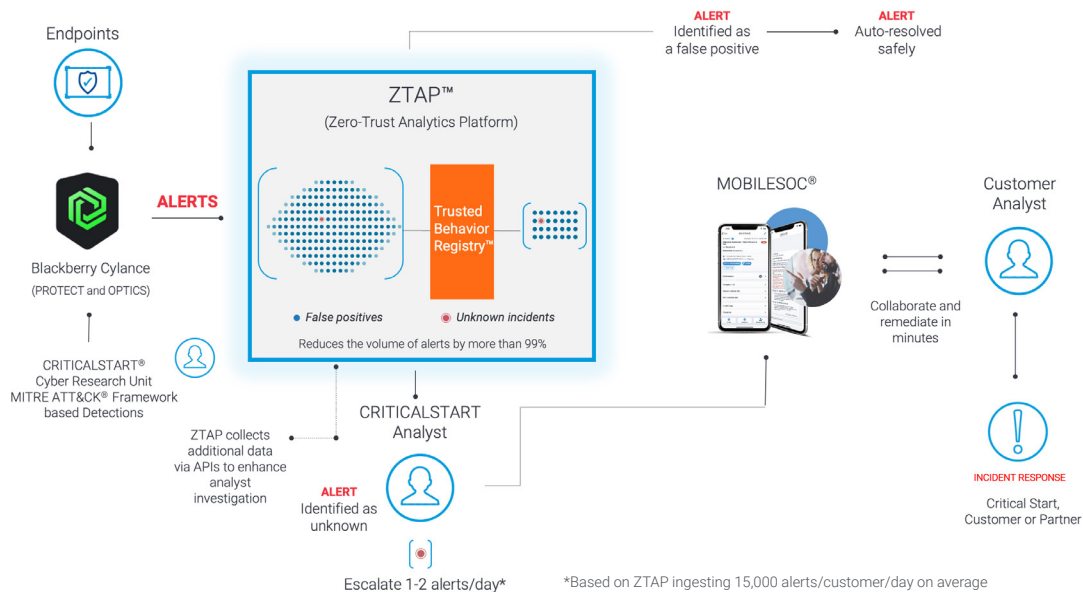 Endpoints
Blackberry Cylance
(PROTECT and OPTICS)
CRITICALSTART®
Cyber Research Unit
MITRE ATT&CK® Framework
based Detections
ALERTS
ZTAP™
(Zero-Trust Analytics Platform)
Trusted
Behavior
Registry™
False positives
Unknown incidents
Reduces the volume of alerts by more than 99%
ALERT
Identified as
a false positive
ALERT
Auto-resolved
safely
ZTAP collects
additional data
via APIs to enhance
analyst
investigation
CRITICALSTART
Analyst
ALERT
Identified as
unknown
Escalate 1-2 alerts/day*
MOBILESOC®
Collaborate and
remediate in
minutes
Customer
Analyst
INCIDENT RESPONSE
Critical Start,
Customer or Partner
*Based on ZTAP ingesting 15,000 alerts/customer/day on average